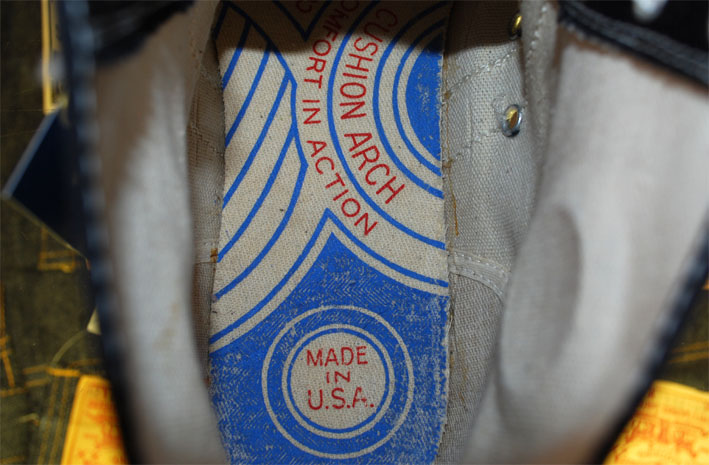 CUSHION ARCH
COMFORT IN ACTION
MADE
IN
U.S.A.